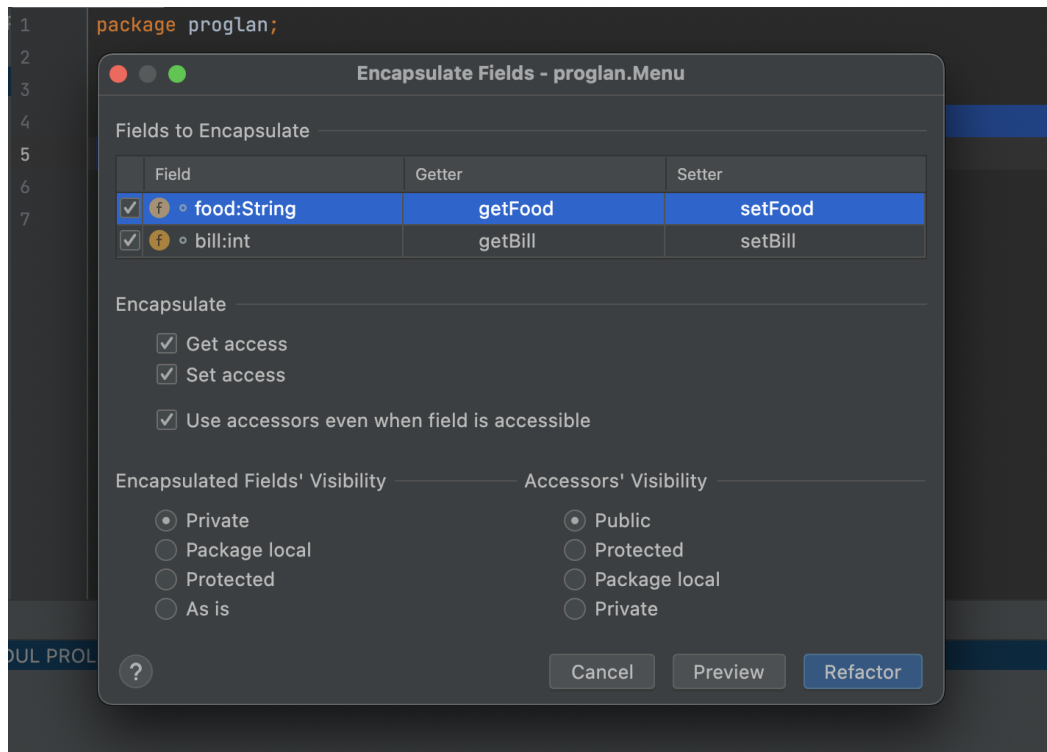 1 package proglan;
2
3
4
5
6
7
Encapsulate Fields - proglan.Menu
Fields to Encapsulate
Field Getter Setter
f food:String getFood setFood
f bill:int getBill setBill
Encapsulate
Get access
Set access
Use accessors even when field is accessible
Encapsulated Fields' Visibility Accessors' Visibility
Private Public
Package local Protected
Protected Package local
As is Private
DUL PROL
? Cancel Preview Refactor